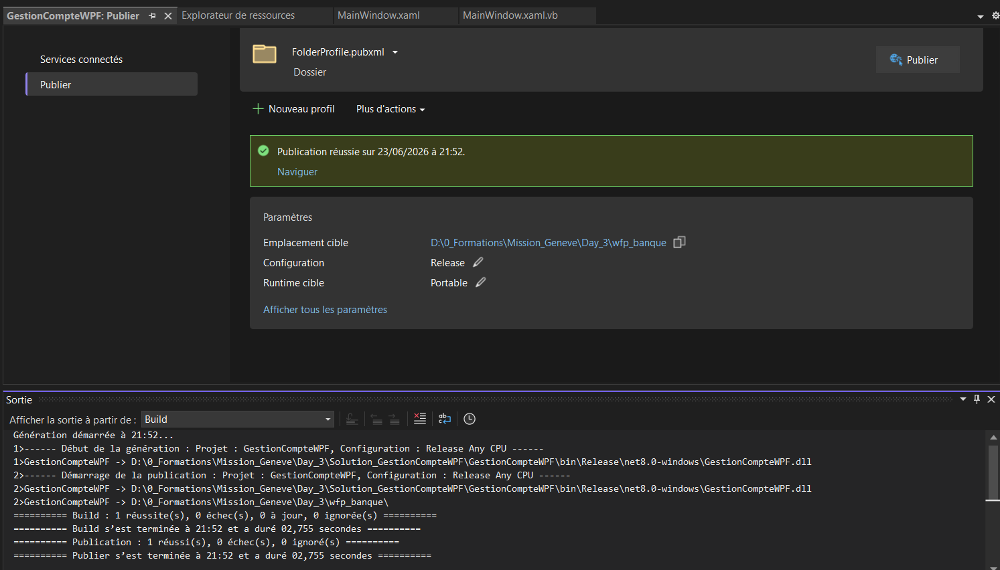 GestionCompteWPF: Publier
Explorateur de ressources
MainWindow.xaml
MainWindow.xaml.vb
Services connectés
Publier
FolderProfile.pubxml
Dossier
Publier
Nouveau profil
Plus d'actions
Publication réussie sur 23/06/2026 à 21:52.
Naviguer
Paramètres
Emplacement cible D:\0_Formations\Mission_Geneve\Day_3\wfp_banque
Configuration Release
Runtime cible Portable
Afficher tous les paramètres
Sortie
Afficher la sortie à partir de : Build
Génération démarrée à 21:52...
1>------ Début de la génération : Projet : GestionCompteWPF, Configuration : Release Any CPU ------
1>GestionCompteWPF -> D:\0_Formations\Mission_Geneve\Day_3\Solution_GestionCompteWPF\GestionCompteWPF\bin\Release\net8.0-windows\GestionCompteWPF.dll
2>------ Démarrage de la publication : Projet : GestionCompteWPF, Configuration : Release Any CPU ------
2>GestionCompteWPF -> D:\0_Formations\Mission_Geneve\Day_3\Solution_GestionCompteWPF\GestionCompteWPF\bin\Release\net8.0-windows\GestionCompteWPF.dll
2>GestionCompteWPF -> D:\0_Formations\Mission_Geneve\Day_3\wfp_banque\
========== Build : 1 réussite(s), 0 échec(s), 0 à jour, 0 ignorée(s) ==========
========== Build s’est terminée à 21:52 et a duré 02,755 secondes ==========
========== Publication : 1 réussi(s), 0 échec(s), 0 ignoré(s) ==========
========== Publier s’est terminée à 21:52 et a duré 02,755 secondes ==========